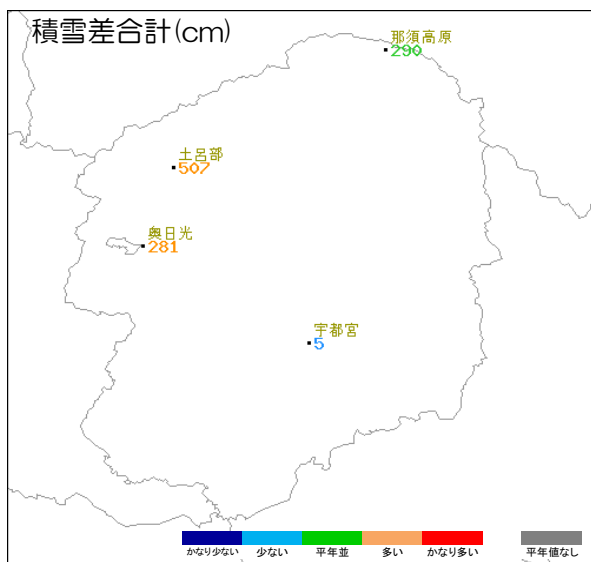 積雪差合計(cm)
那須高原
290
土呂部
507
奥日光
281
宇都宮
5
かなり少ない 少ない 平年並 多い かなり多い 平年値なし